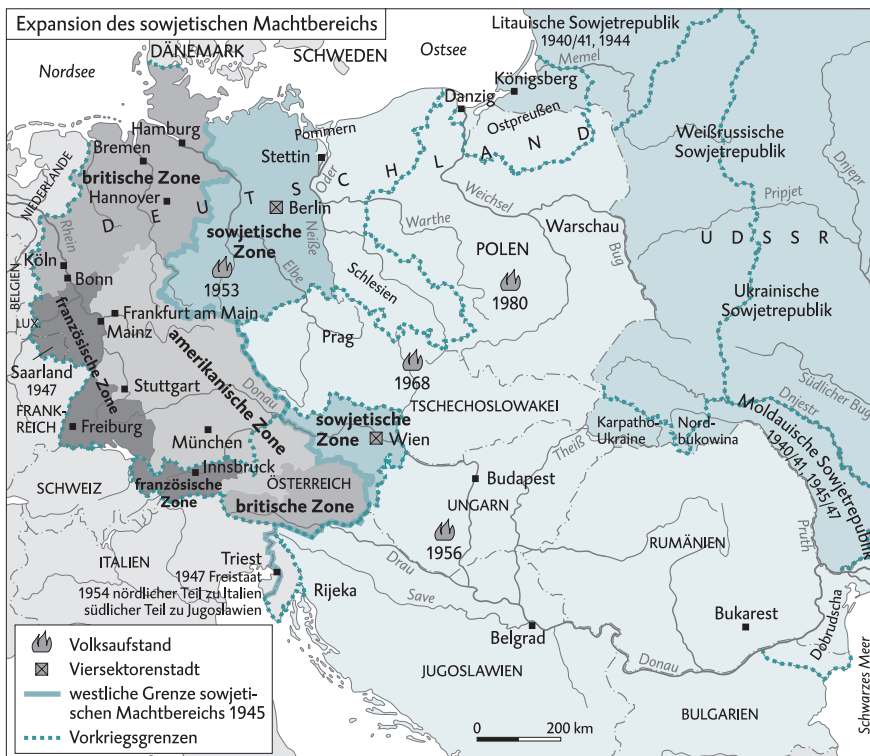 Expansion des sowjetischen Machtbereichs
Litauische Sowjetrepublik
1940/41, 1944
DÄNEMARK
SCHWEDEN
Ostsee
Nordsee
Memel
Königsberg
Danzig
Ostpreußen
Hamburg
Pommern
Bremen
Stettin
Weißrussische
Sowjetrepublik
Dnjepr
NIEDERLANDE
britische Zone
Hannover
DEUTSCHLAND
Oder
Berlin
Weichsel
Pripjet
Warthe
Warschau
sowjetische
Zone
Neiße
POLEN
Bug
UDSSR
Rhein
Köln
Bonn
BELGIEN
1953
Elbe
Schlesien
1980
Ukrainische
Sowjetrepublik
LUX.
Frankfurt am Main
Mainz
französische Zone
Prag
amerikanische Zone
1968
Saarland
1947
Stuttgart
Donau
FRANK-
REICH
Freiburg
München
sowjetische
Zone
Wien
TSCHECHOSLOWAKEI
Karpatho-
Ukraine
Nord-
bukowina
Dnjestr
Südlicher Bug
Moldauische Sowjetrepublik
1940/41, 1945/47
Theiß
Innsbruck
französische
Zone
SCHWEIZ
ÖSTERREICH
britische Zone
Budapest
UNGARN
1956
RUMÄNIEN
Pruth
ITALIEN
Triest
1947 Freistaat
1954 nördlicher Teil zu Italien
südlicher Teil zu Jugoslawien
Rijeka
Drau
Save
Belgrad
Bukarest
Dobrudscha
Donau
JUGOSLAWIEN
BULGARIEN
Schwarzes Meer
Volksaufstand
Viersektorenstadt
westliche Grenze sowjeti-
schen Machtbereichs 1945
Vorkriegsgrenzen
0 200 km